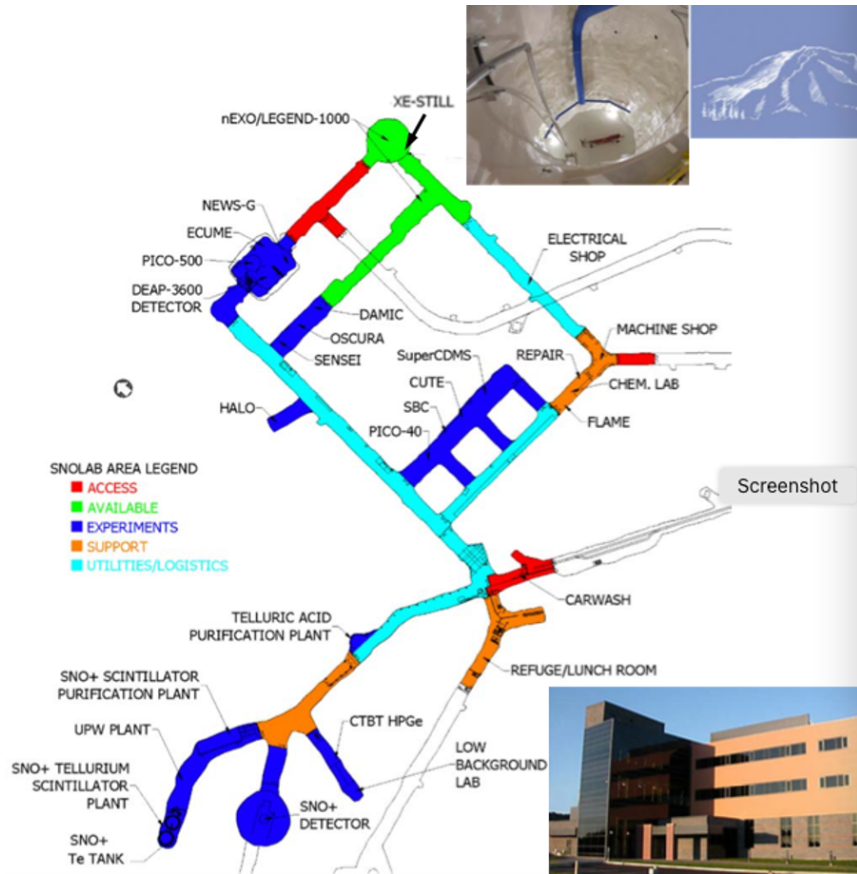 XE-STILL
nEXO/LEGEND-1000
NEWS-G
ECUME
PICO-500
DEAP-3600
DETECTOR
ELECTRICAL
SHOP
DAMIC
OSCURA
SENSEI
MACHINE SHOP
SuperCDMS
REPAIR
CUTE
CHEM. LAB
SBC
HALO
PICO-40
FLAME
SNOLAB AREA LEGEND
ACCESS
AVAILABLE
EXPERIMENTS
SUPPORT
UTILITIES/LOGISTICS
Screenshot
CARWASH
TELLURIC ACID
PURIFICATION PLANT
REFUGE/LUNCH ROOM
SNO+ SCINTILLATOR
PURIFICATION PLANT
UPW PLANT
CTBT HPGe
LOW
BACKGROUND
LAB
SNO+ TELLURIUM
SCINTILLATOR
PLANT
SNO+
DETECTOR
SNO+
Te TANK